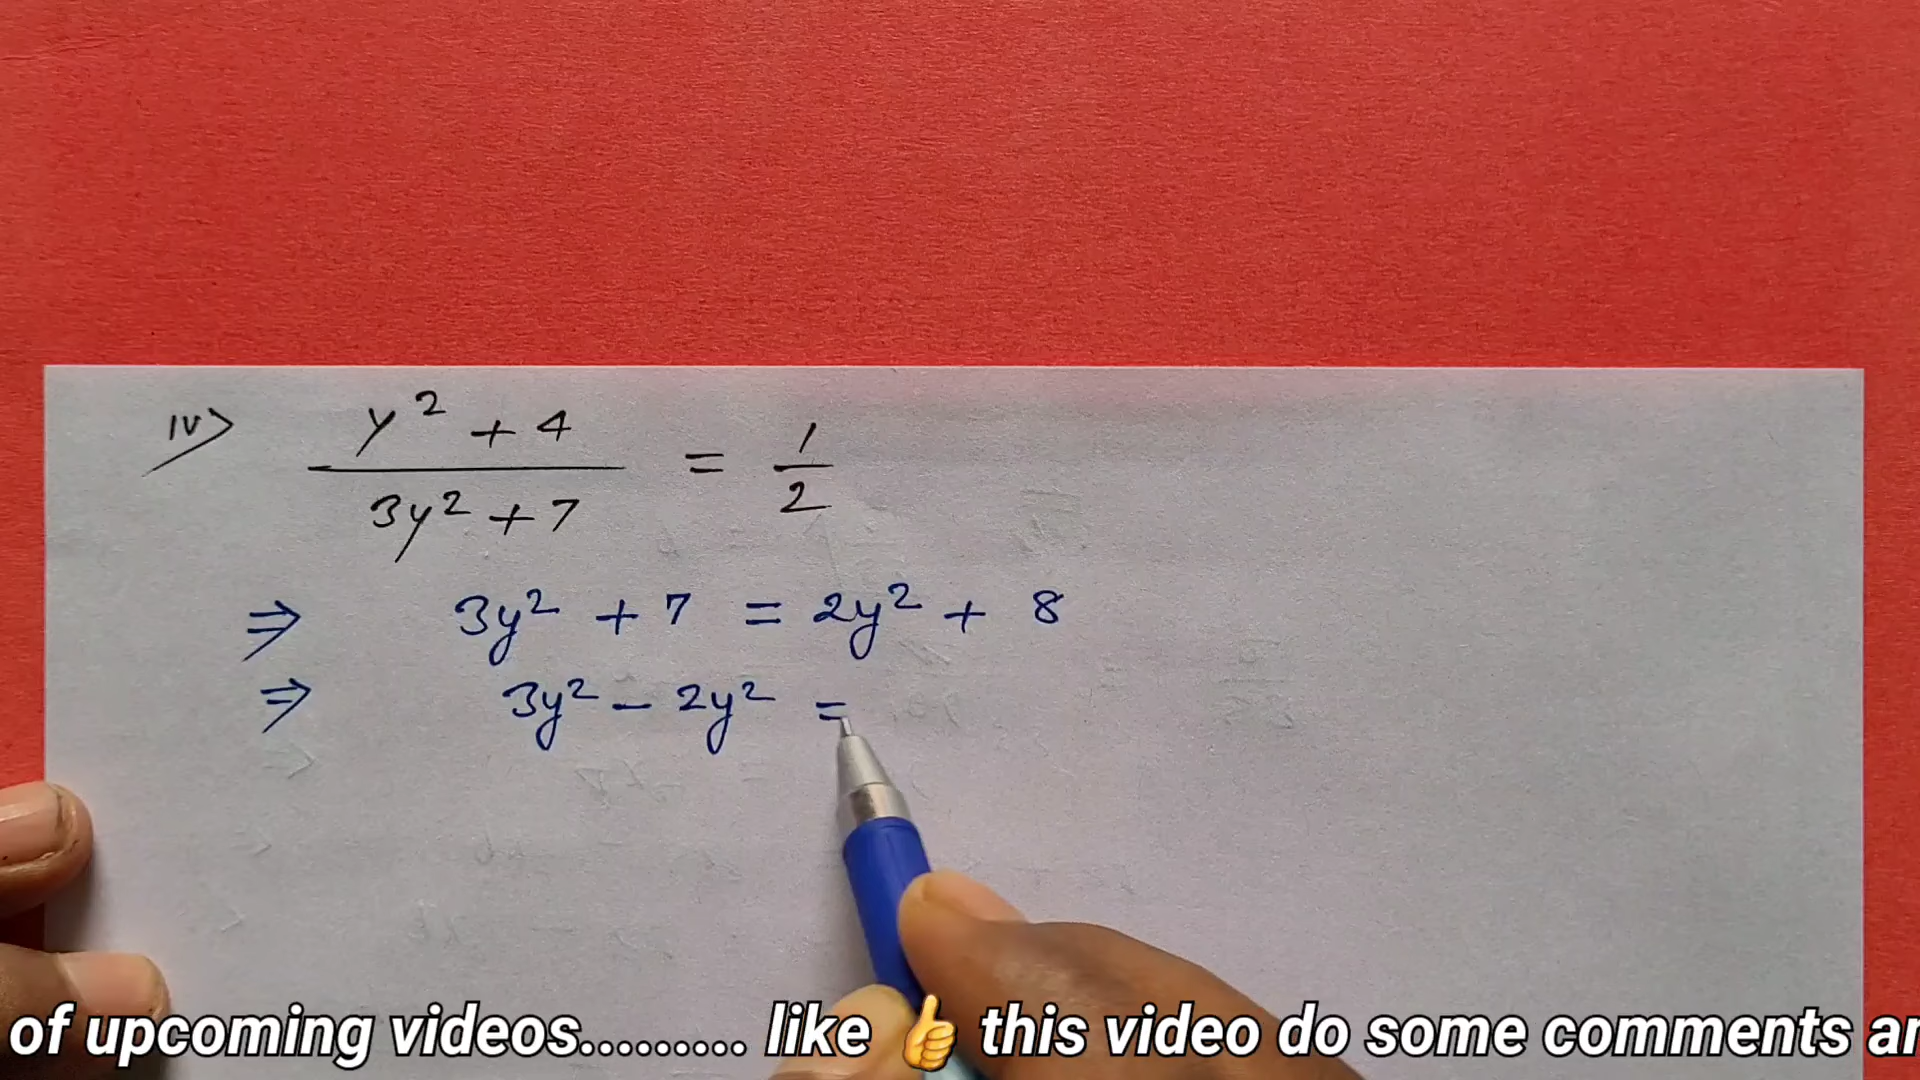 iv> y² + 4 / 3y² + 7 = 1/2
⇒ 3y² + 7 = 2y² + 8
⇒ 3y² - 2y² =
of upcoming videos......... like 👍 this video do some comments ar